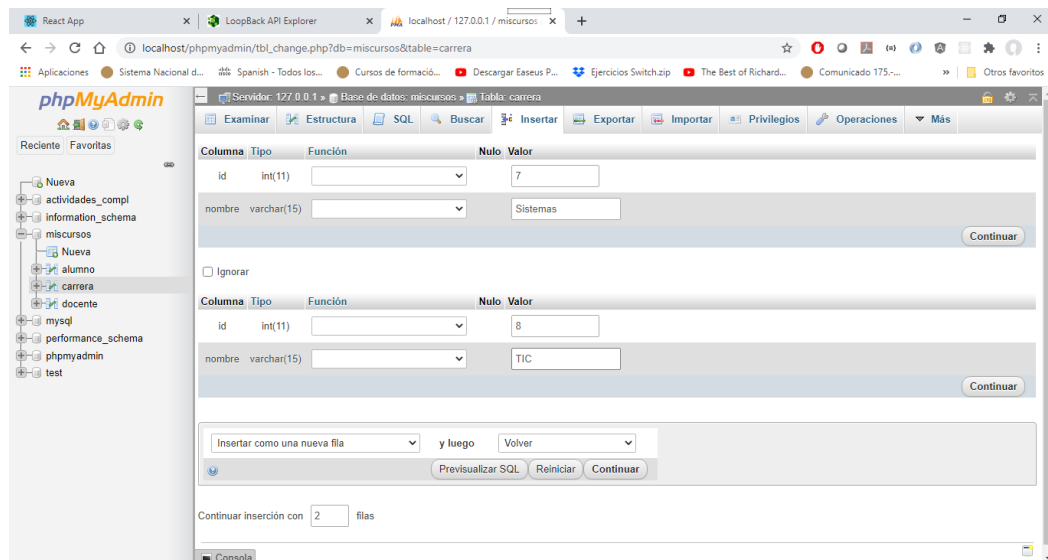 React App
LoopBack API Explorer
localhost / 127.0.0.1 / miscursos
localhost/phpmyadmin/tbl_change.php?db=miscursos&table=carrera
Aplicaciones Sistema Nacional d... Spanish - Todos los... Cursos de formació... Descargar Easeus P... Ejercicios Switch.zip The Best of Richard... Comunicado 175.-... » Otros favoritos
phpMyAdmin
Reciente Favoritas
Nueva
actividades_compl
information_schema
miscursos
Nueva
alumno
carrera
docente
mysql
performance_schema
phpmyadmin
test
Servidor: 127.0.0.1 » Base de datos: miscursos » Tabla: carrera
Examinar Estructura SQL Buscar Insertar Exportar Importar Privilegios Operaciones Más
Columna Tipo Función Nulo Valor
id int(11) 7
nombre varchar(15) Sistemas
Continuar
Ignorar
Columna Tipo Función Nulo Valor
id int(11) 8
nombre varchar(15) TIC
Continuar
Insertar como una nueva fila y luego Volver
Previsualizar SQL Reiniciar Continuar
Continuar inserción con 2 filas
Consola